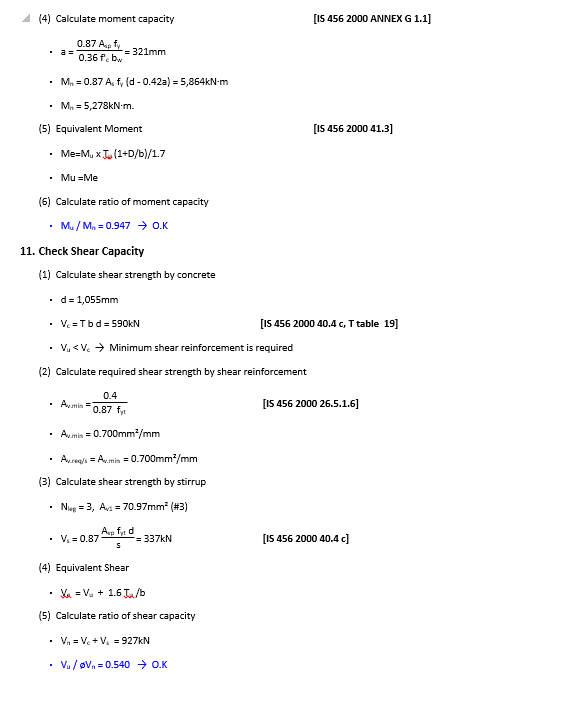 (4) Calculate moment capacity [IS 456 2000 ANNEX G 1.1]
• a = 0.87 Asp fy / 0.36 f'c bw = 321mm
• Mn = 0.87 As fy (d - 0.42a) = 5,864kN·m
• Mn = 5,278kN·m.
(5) Equivalent Moment [IS 456 2000 41.3]
• Me=Mu x Tu (1+D/b)/1.7
• Mu =Me
(6) Calculate ratio of moment capacity
• Mu / Mn = 0.947 → O.K
11. Check Shear Capacity
(1) Calculate shear strength by concrete
• d = 1,055mm
• Vc = T b d = 590kN [IS 456 2000 40.4 c, T table 19]
• Vu < Vc → Minimum shear reinforcement is required
(2) Calculate required shear strength by shear reinforcement
• Av.min = 0.4 / 0.87 fyt [IS 456 2000 26.5.1.6]
• Av.min = 0.700mm²/mm
• Av.req/s = Av.min = 0.700mm²/mm
(3) Calculate shear strength by stirrup
• Nleg = 3, Av1 = 70.97mm² (#3)
• Vs = 0.87 Avp fyt d / s = 337kN [IS 456 2000 40.4 c]
(4) Equivalent Shear
• Vu = Vu + 1.6 Tu /b
(5) Calculate ratio of shear capacity
• Vn = Vc + Vs = 927kN
• Vu / øVn = 0.540 → O.K